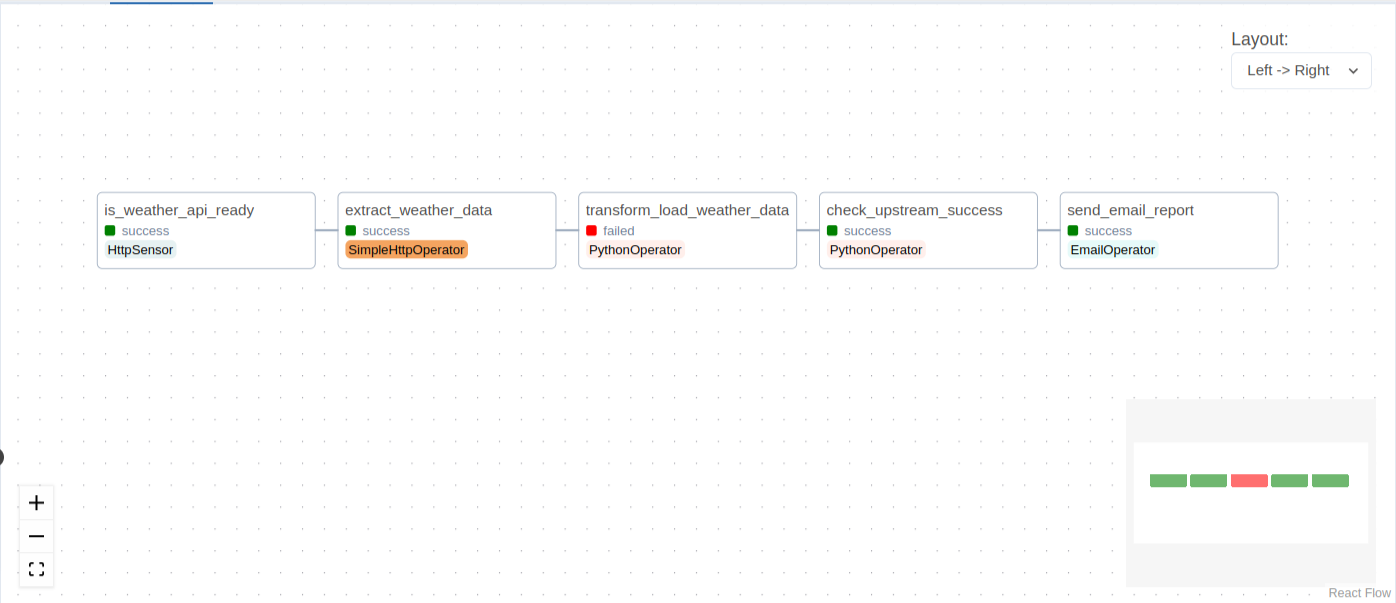 Layout:
Left -> Right
is_weather_api_ready
success
HttpSensor
extract_weather_data
success
SimpleHttpOperator
transform_load_weather_data
failed
PythonOperator
check_upstream_success
success
PythonOperator
send_email_report
success
EmailOperator
React Flow